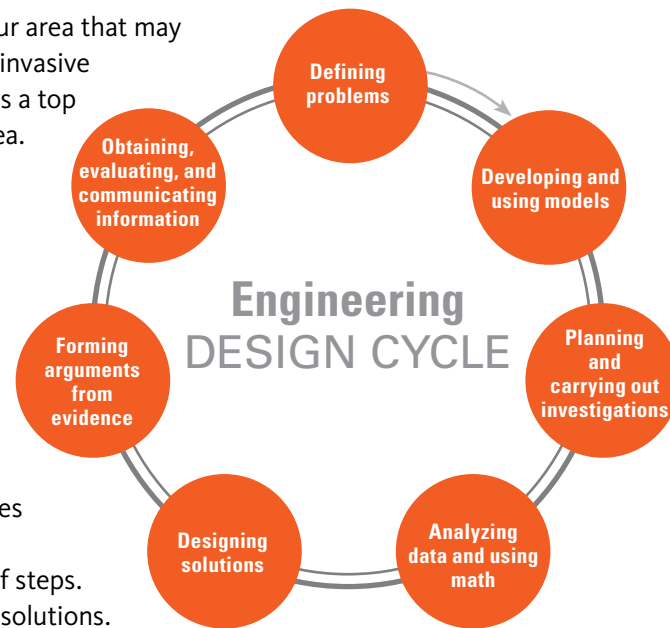 ur area that may
invasive
s a top
ea.
Defining
problems
Developing and
using models
Planning
and
carrying out
investigations
Analyzing
data and using
math
Designing
solutions
Forming
arguments
from
evidence
Obtaining,
evaluating, and
communicating
information
Engineering
DESIGN CYCLE
es
f steps.
solutions.